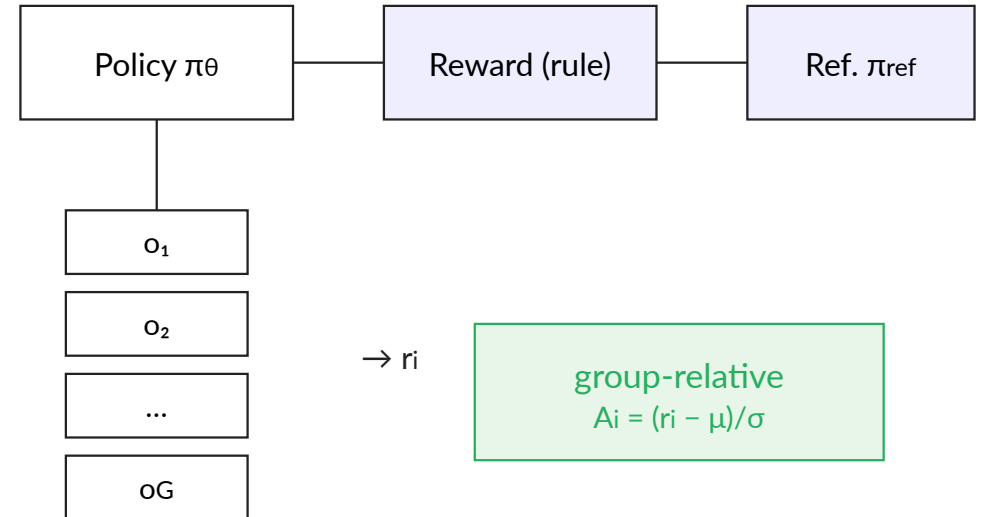 Policy πθ
Reward (rule)
Ref. πref
o₁
o₂
...
oG
→ ri
group-relative
Ai = (ri − μ)/σ